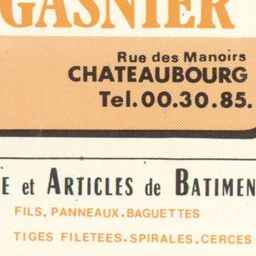 GASNIER
Rue des Manoirs
CHATEAUBOURG
Tel.00.30.85.
E et ARTICLES de BATIMEN
FILS, PANNEAUX.BAGUETTES
TIGES FILETEES.SPIRALES.CERCES